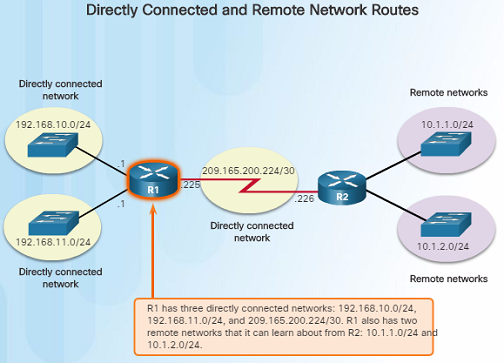 Directly Connected and Remote Network Routes
Directly connected
network
192.168.10.0/24
Remote networks
10.1.1.0/24
.1
R1
.225
209.165.200.224/30
.226
R2
.1
192.168.11.0/24
Directly connected
network
Directly connected
network
10.1.2.0/24
Remote networks
R1 has three directly connected networks: 192.168.10.0/24,
192.168.11.0/24, and 209.165.200.224/30. R1 also has two
remote networks that it can learn about from R2: 10.1.1.0/24 and
10.1.2.0/24.